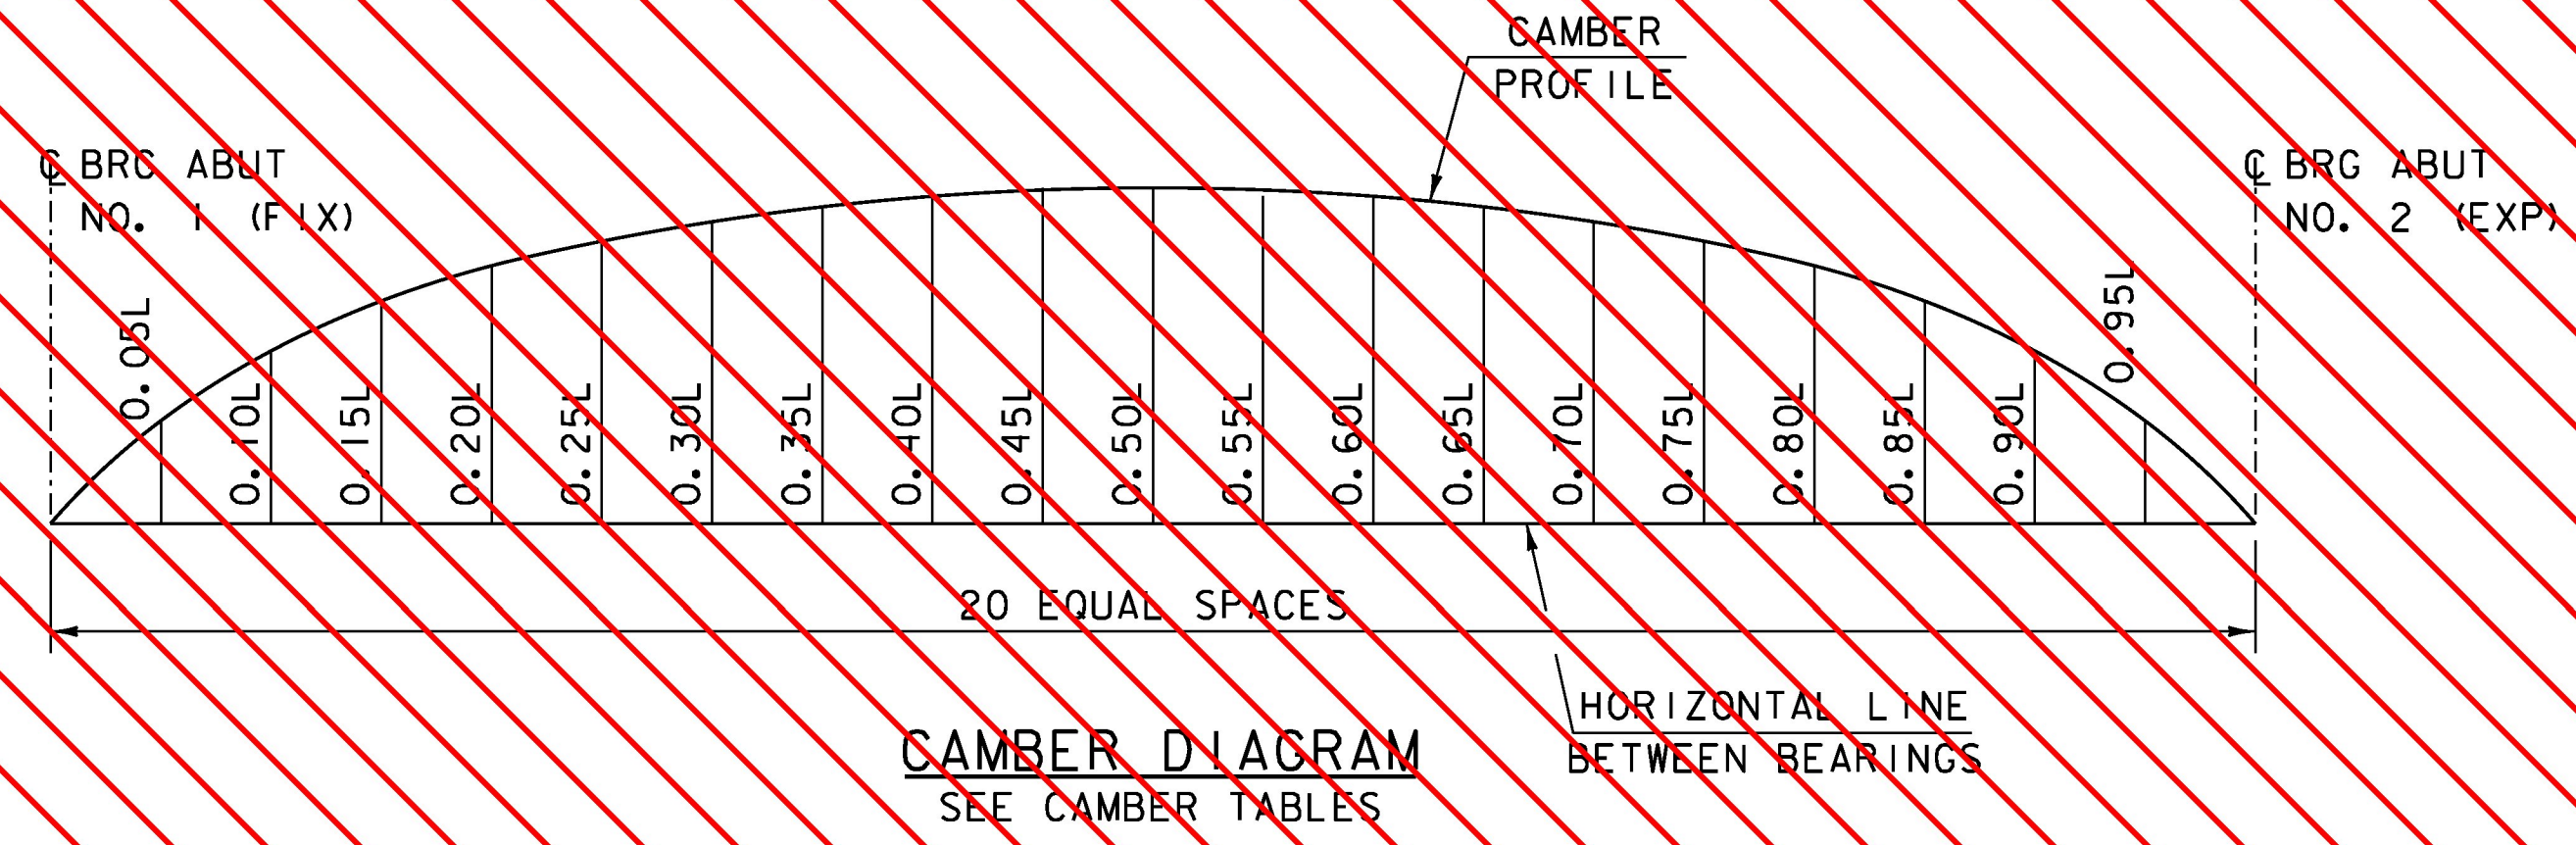 CAMBER
PROFILE
℄ BRG ABUT
NO. 1 (FIX)
℄ BRG ABUT
NO. 2 (EXP)
0.05L
0.10L
0.15L
0.20L
0.25L
0.30L
0.35L
0.40L
0.45L
0.50L
0.55L
0.60L
0.65L
0.70L
0.75L
0.80L
0.85L
0.90L
0.95L
20 EQUAL SPACES
HORIZONTAL LINE
BETWEEN BEARINGS
CAMBER DIAGRAM
SEE CAMBER TABLES